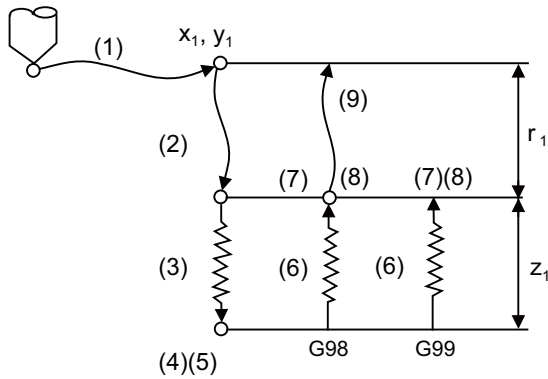 (1)
x1, y1
(9)
(2)
r1
(7) (8) (7)(8)
(3) (6) (6) z1
(4)(5) G98 G99